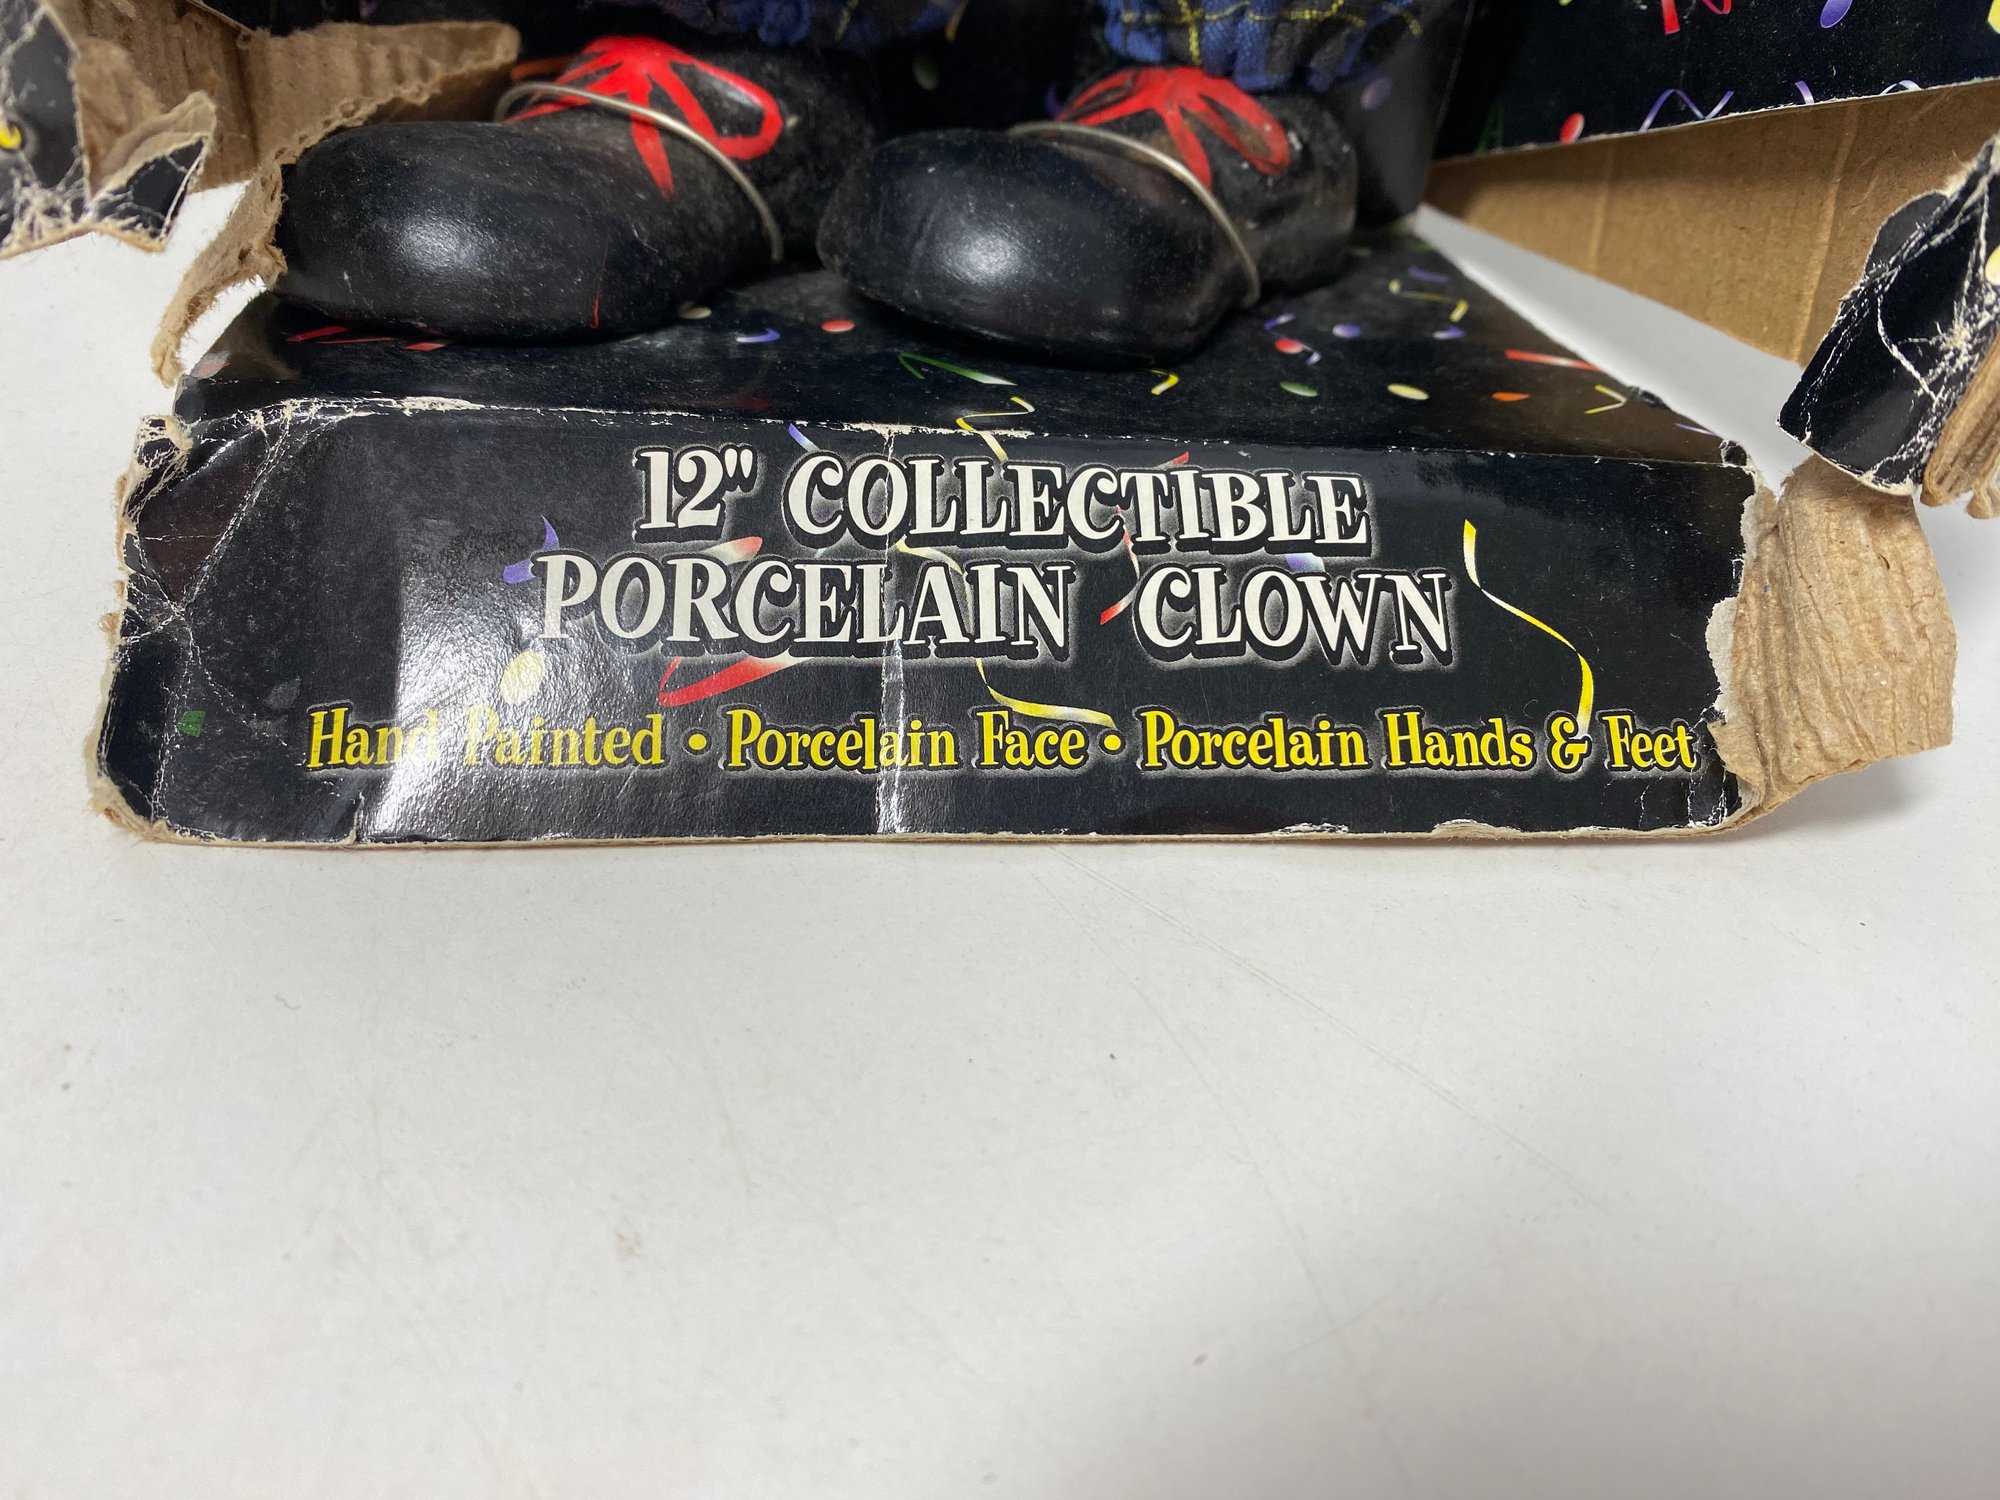 12" COLLECTIBLE
PORCELAIN CLOWN
Hand Painted • Porcelain Face • Porcelain Hands & Feet